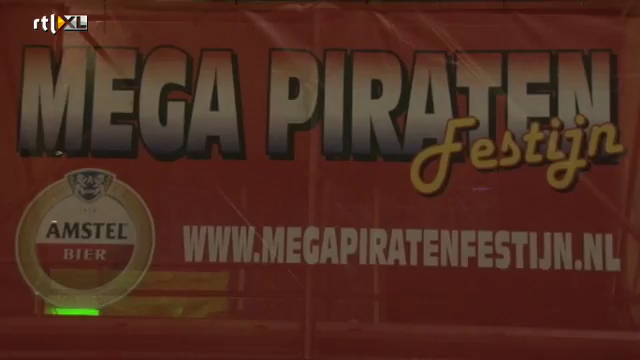 rtl XL
MEGA PIRATEN
Festijn
AMSTEL
BIER
WWW.MEGAPIRATENFESTIJN.NL